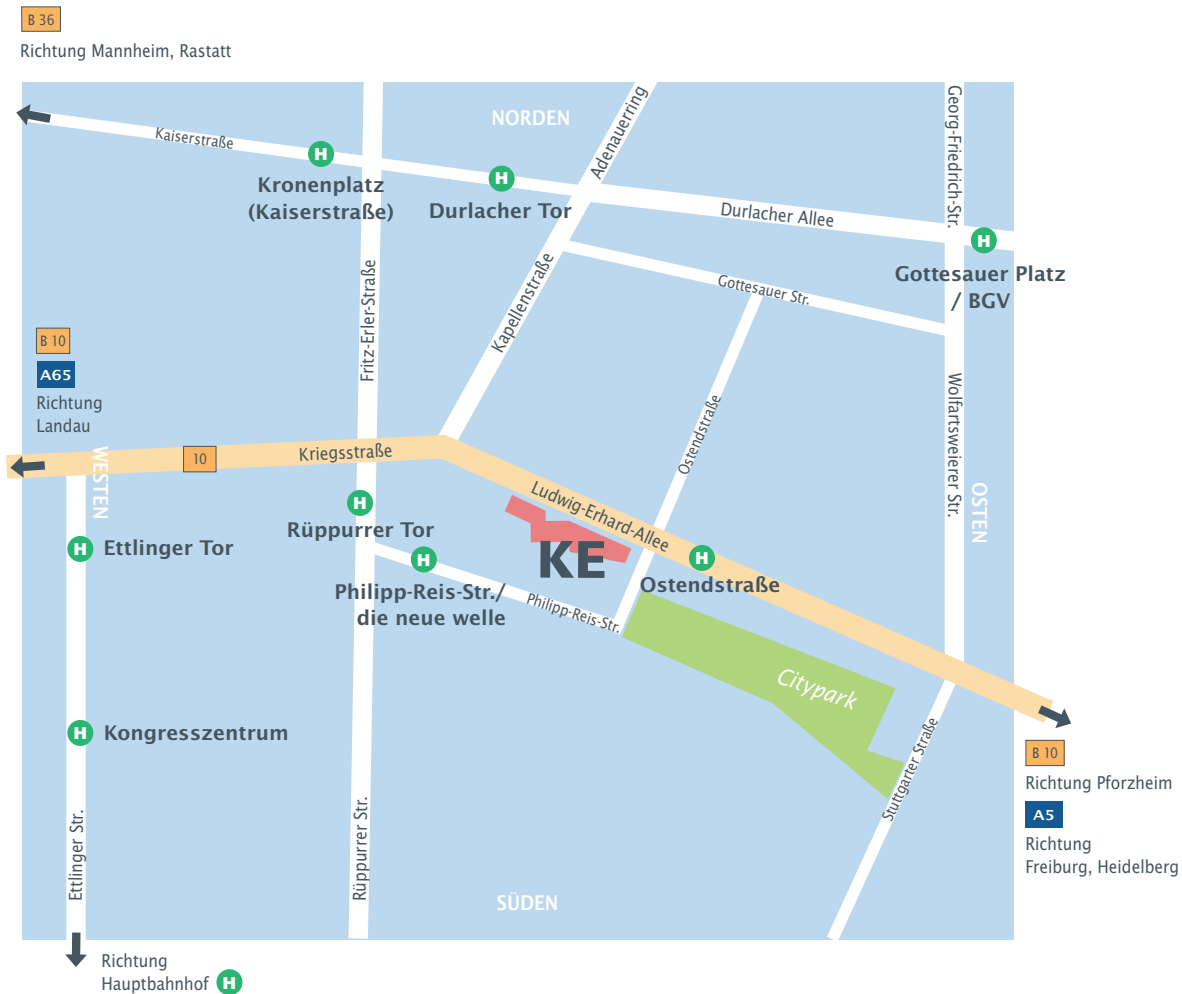 B 36
Richtung Mannheim, Rastatt
NORDEN
Kaiserstraße
Adenauerring
Georg-Friedrich-Str.
H
Kronenplatz
(Kaiserstraße)
H
Durlacher Tor
Durlacher Allee
H
Gottesauer Platz
/ BGV
Gottesauer Str.
Fritz-Erler-Straße
Kapellenstraße
B 10
A65
Richtung
Landau
WESTEN
10
Kriegsstraße
Ostendstraße
Wolfartsweierer Str.
OSTEN
Ludwig-Erhard-Allee
H
Rüppurrer Tor
H
Ettlinger Tor
KE
H
Ostendstraße
H
Philipp-Reis-Str./
die neue welle
Philipp-Reis-Str.
Citypark
H
Kongresszentrum
Stuttgarter Straße
B 10
Richtung Pforzheim
A5
Richtung
Freiburg, Heidelberg
Ettlinger Str.
Rüppurrer Str.
SÜDEN
Richtung
Hauptbahnhof H